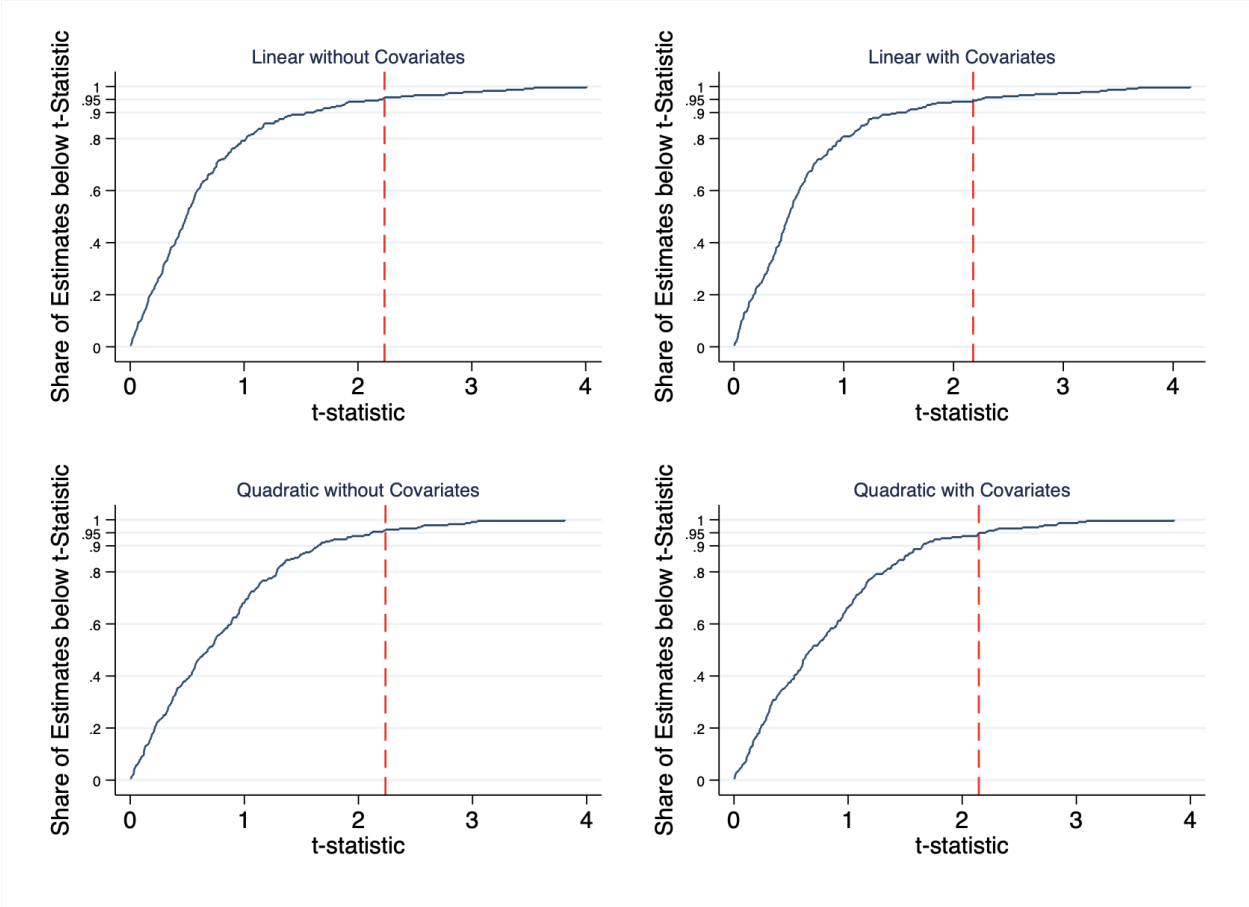 Linear without Covariates
Share of Estimates below t-Statistic
1
.95
.9
.8
.6
.4
.2
0
0 1 2 3 4
t-statistic
Linear with Covariates
Share of Estimates below t-Statistic
1
.95
.9
.8
.6
.4
.2
0
0 1 2 3 4
t-statistic
Quadratic without Covariates
Share of Estimates below t-Statistic
1
.95
.9
.8
.6
.4
.2
0
0 1 2 3 4
t-statistic
Quadratic with Covariates
Share of Estimates below t-Statistic
1
.95
.9
.8
.6
.4
.2
0
0 1 2 3 4
t-statistic